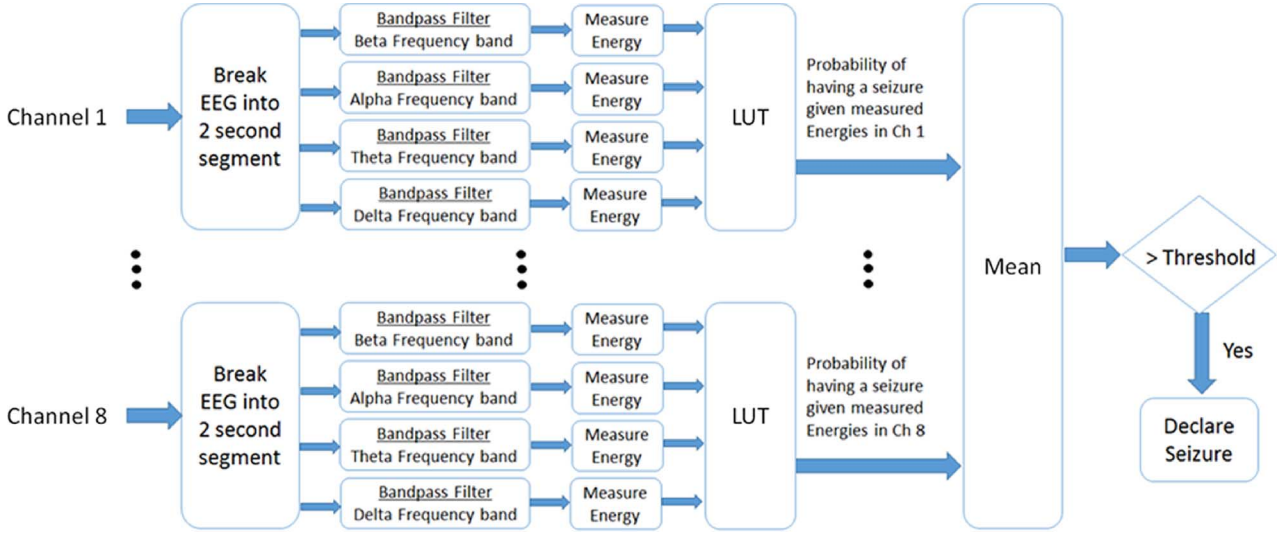 Channel 1
Break
EEG into
2 second
segment
Bandpass Filter
Beta Frequency band
Measure
Energy
Bandpass Filter
Alpha Frequency band
Measure
Energy
Bandpass Filter
Theta Frequency band
Measure
Energy
Bandpass Filter
Delta Frequency band
Measure
Energy
LUT
Probability of
having a seizure
given measured
Energies in Ch 1
Channel 8
Break
EEG into
2 second
segment
Bandpass Filter
Beta Frequency band
Measure
Energy
Bandpass Filter
Alpha Frequency band
Measure
Energy
Bandpass Filter
Theta Frequency band
Measure
Energy
Bandpass Filter
Delta Frequency band
Measure
Energy
LUT
Probability of
having a seizure
given measured
Energies in Ch 8
Mean
> Threshold
Yes
Declare
Seizure